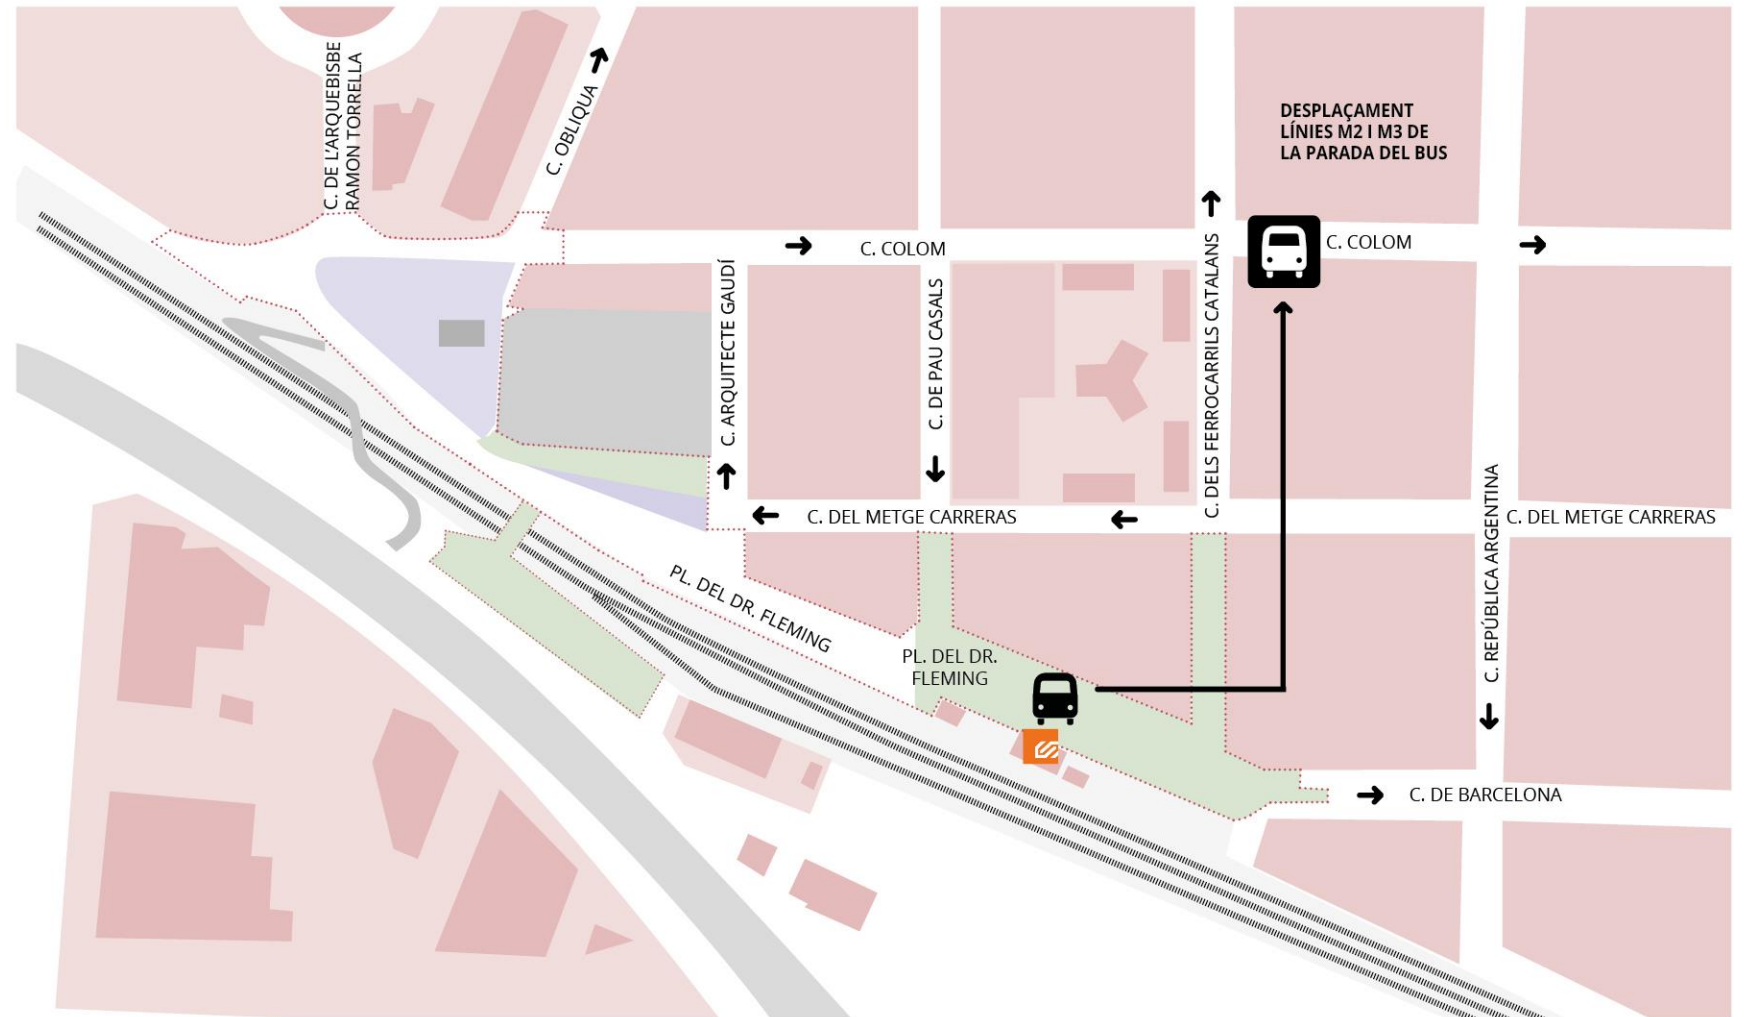 C. DE L'ARQUEBISBE
RAMON TORRELLA
C. OBLIQUA
DESPLAÇAMENT
LÍNIES M2 I M3 DE
LA PARADA DEL BUS
C. COLOM
C. COLOM
C. ARQUITECTE GAUDÍ
C. DE PAU CASALS
C. DELS FERROCARRILS CATALANS
C. REPÚBLICA ARGENTINA
C. DEL METGE CARRERAS
C. DEL METGE CARRERAS
PL. DEL DR. FLEMING
PL. DEL DR.
FLEMING
C. DE BARCELONA